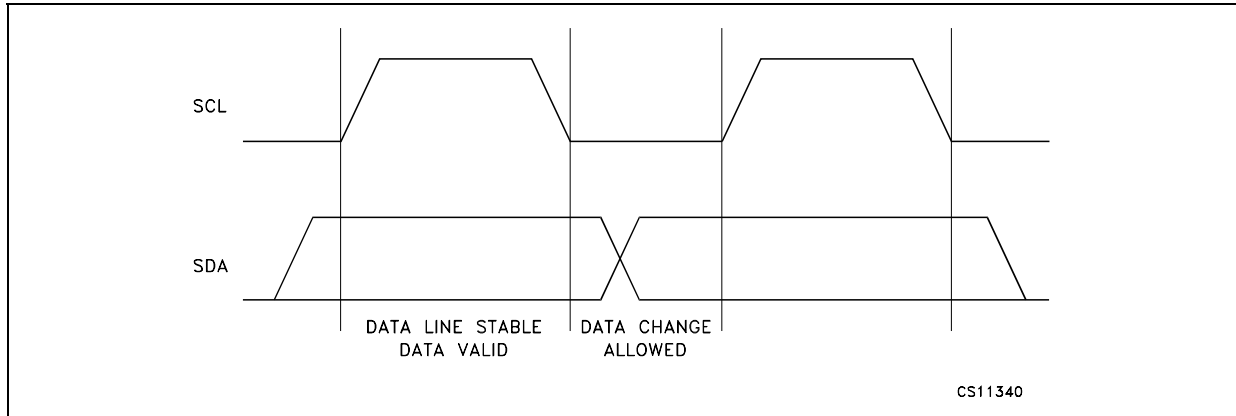 SCL
SDA
DATA LINE STABLE
DATA VALID
DATA CHANGE
ALLOWED
CS11340